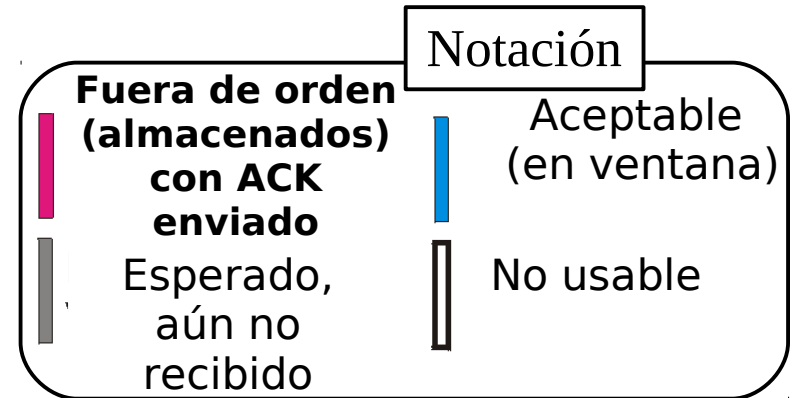 Notación
Fuera de orden
(almacenados)
con ACK
enviado
Aceptable
(en ventana)
Esperado,
aún no
recibido
No usable